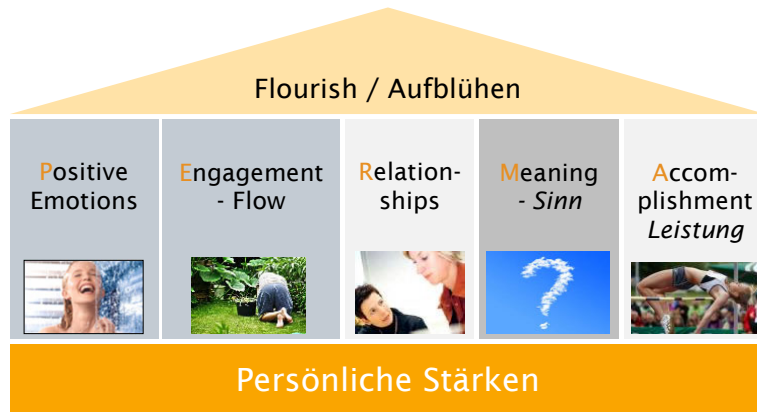 Flourish / Aufblühen
Positive
Emotions
Engagement
- Flow
Relation-
ships
Meaning
- Sinn
Accom-
plishment
Leistung
Persönliche Stärken